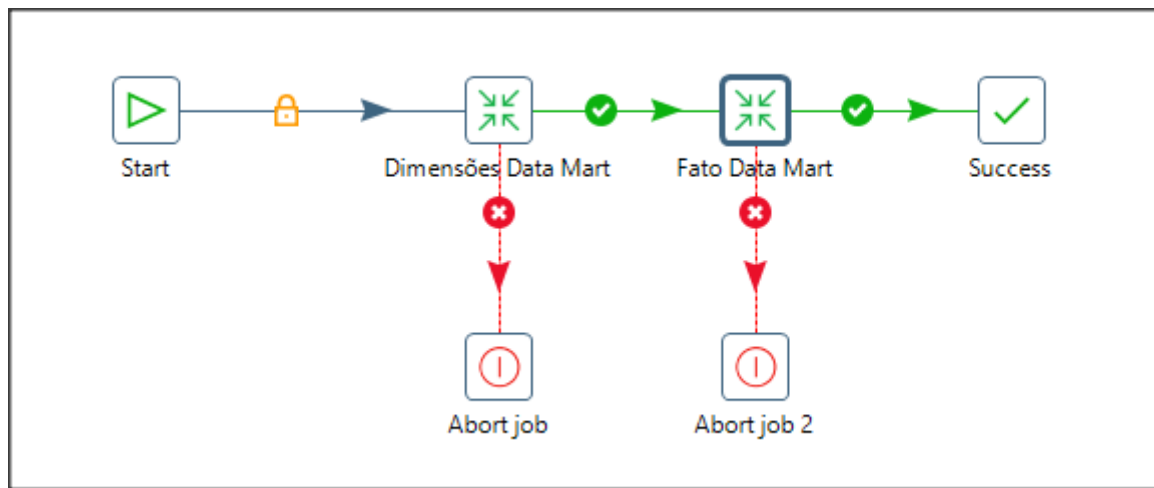 Start
Dimensões Data Mart
Fato Data Mart
Success
Abort job
Abort job 2